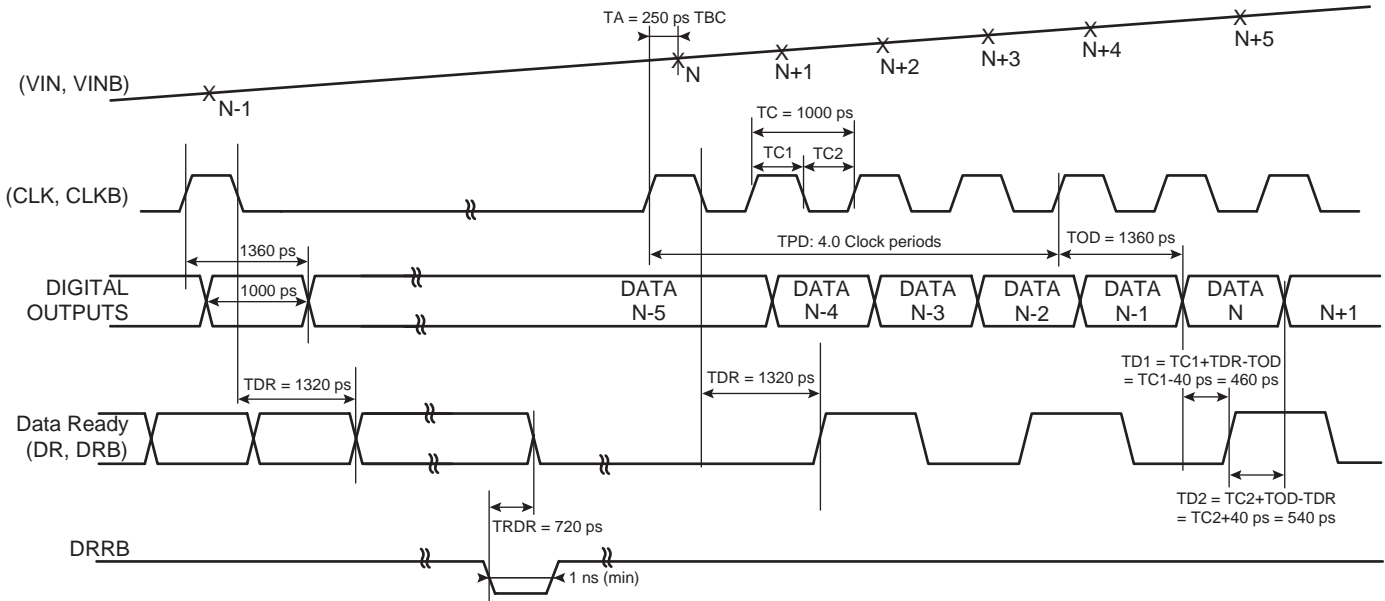 TA = 250 ps TBC
(VIN, VINB)
N-1
N
N+1
N+2
N+3
N+4
N+5
TC = 1000 ps
TC1
TC2
(CLK, CLKB)
1360 ps
TPD: 4.0 Clock periods
TOD = 1360 ps
DIGITAL
OUTPUTS
1000 ps
DATA
N-5
DATA
N-4
DATA
N-3
DATA
N-2
DATA
N-1
DATA
N
N+1
TDR = 1320 ps
TDR = 1320 ps
TD1 = TC1+TDR-TOD
= TC1-40 ps = 460 ps
Data Ready
(DR, DRB)
TD2 = TC2+TOD-TDR
= TC2+40 ps = 540 ps
TRDR = 720 ps
DRRB
1 ns (min)